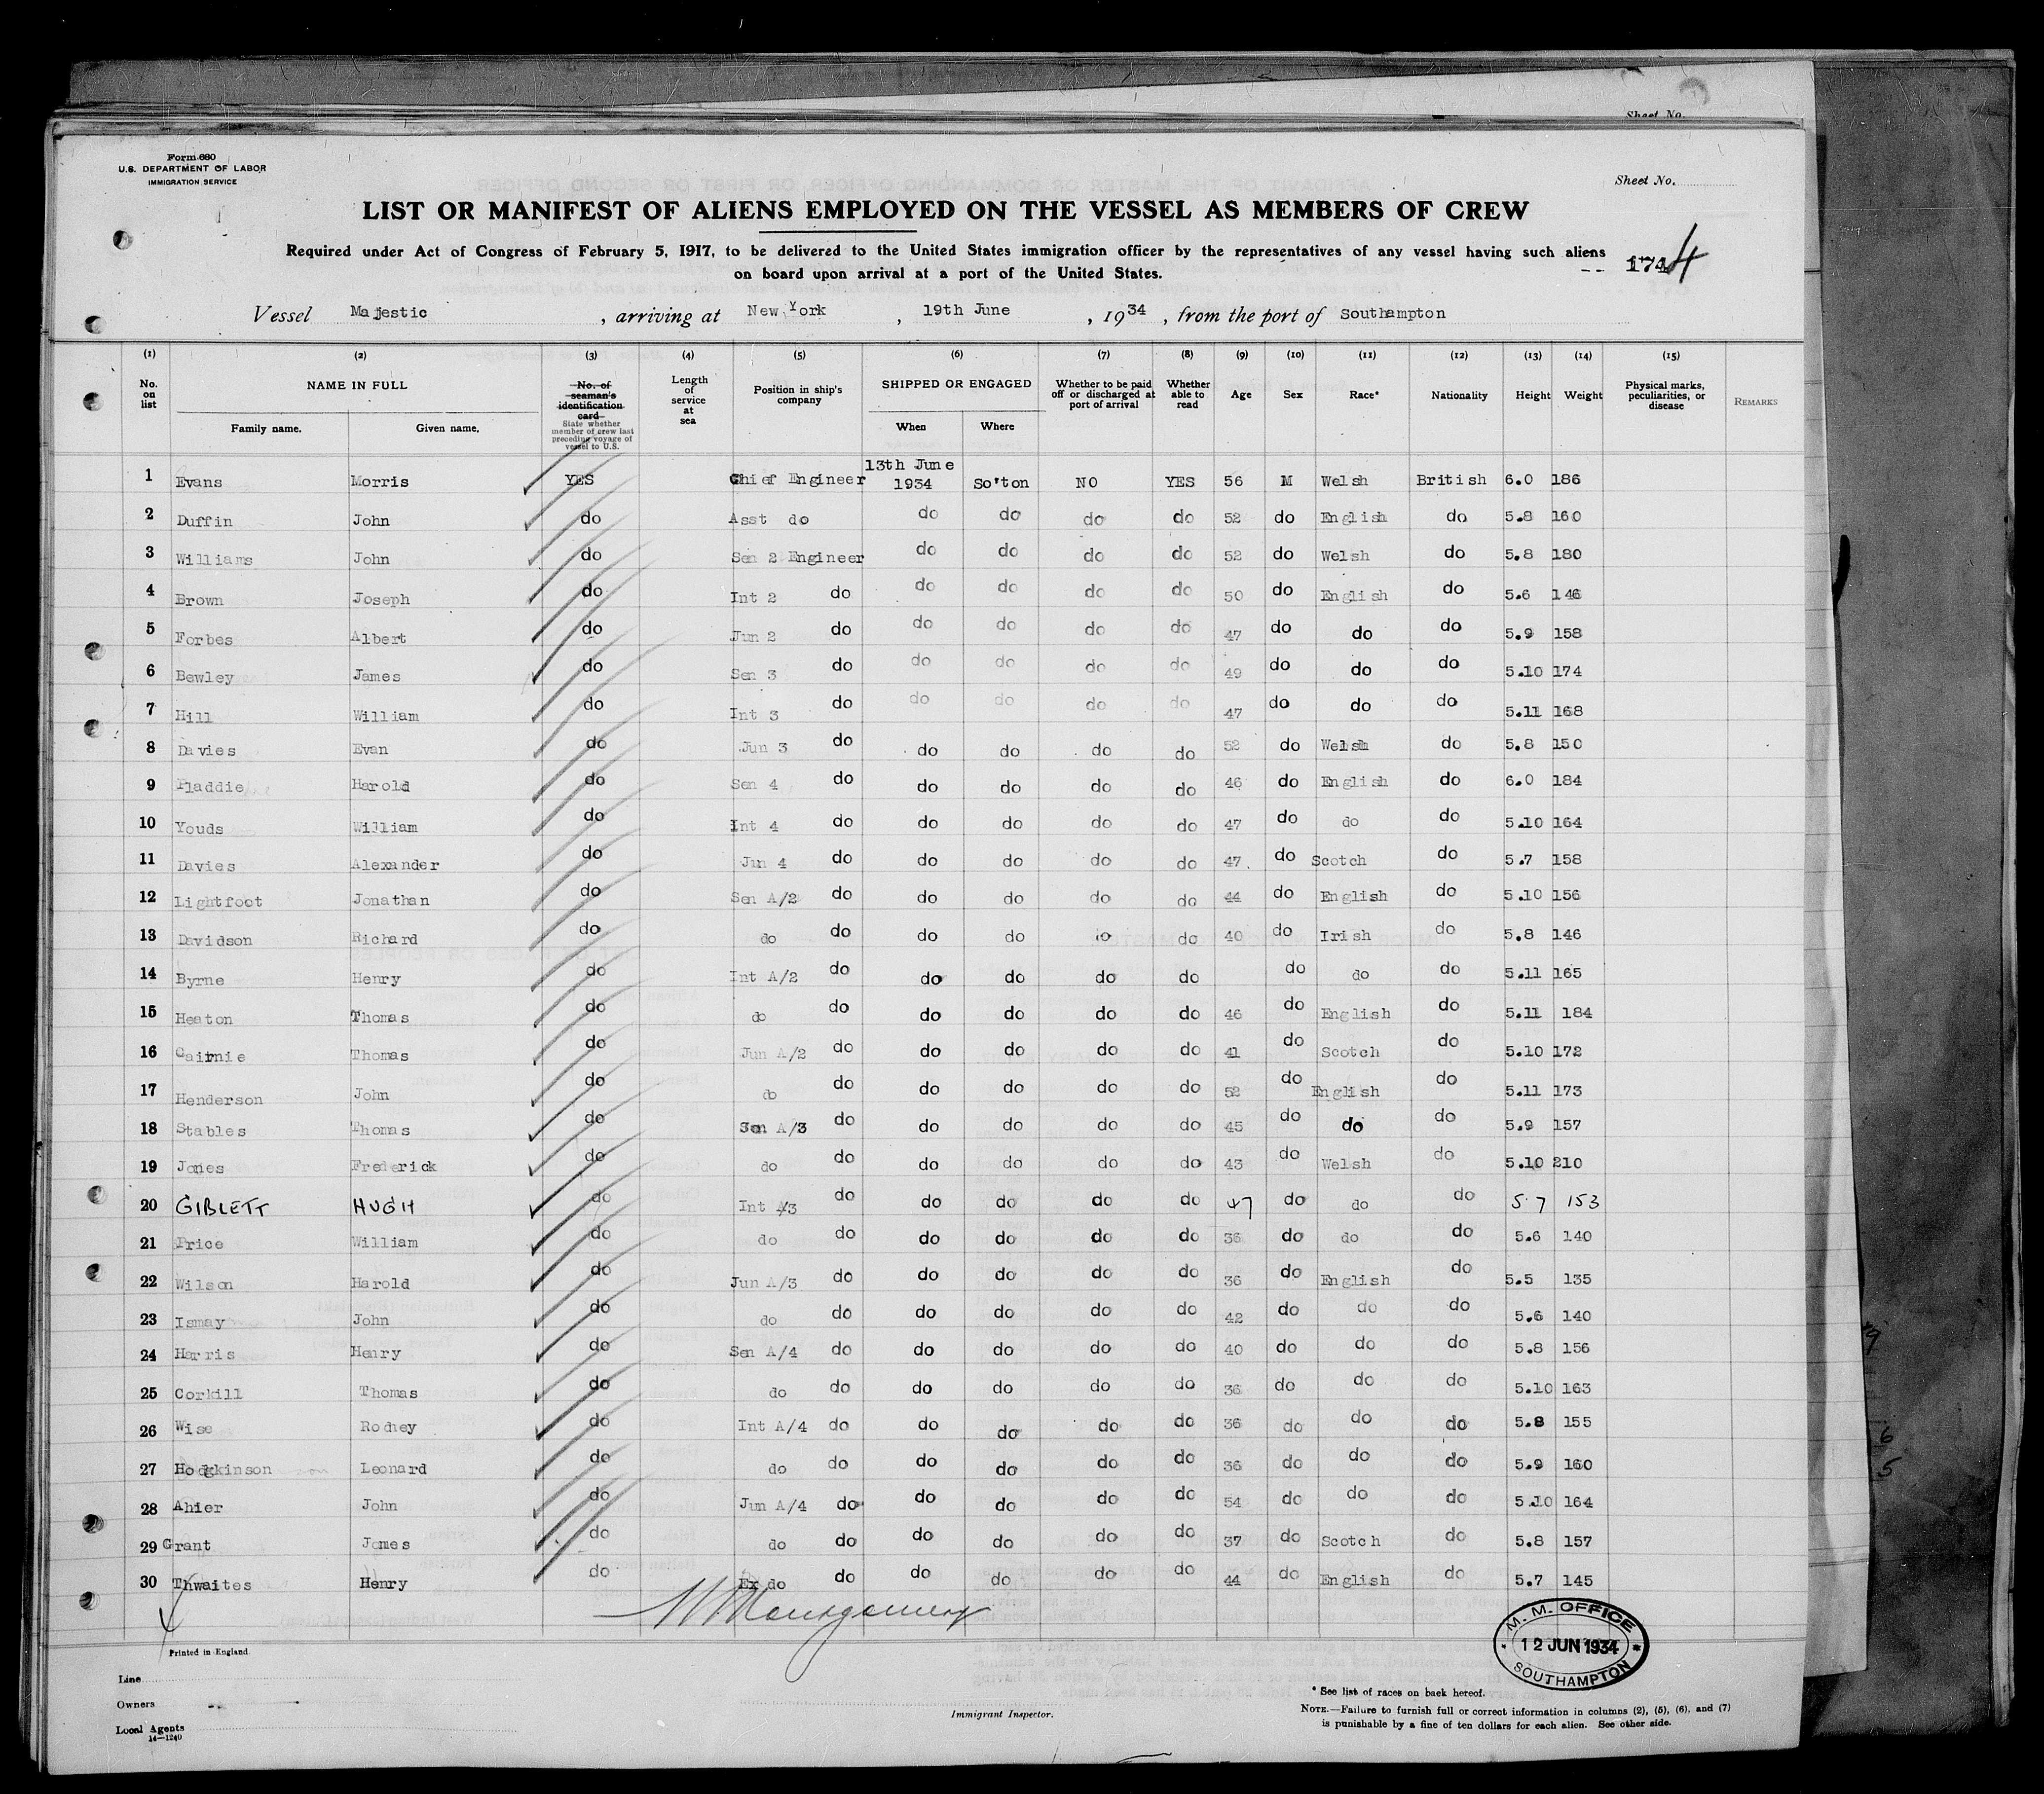 Sheet No.
Form 680
U.S. DEPARTMENT OF LABOR
IMMIGRATION SERVICE
Sheet No.
LIST OR MANIFEST OF ALIENS EMPLOYED ON THE VESSEL AS MEMBERS OF CREW
Required under Act of Congress of February 5, 1917, to be delivered to the United States immigration officer by the representatives of any vessel having such aliens
on board upon arrival at a port of the United States.
174 4
Vessel Majestic, arriving at New York, 19th June, 1934, from the port of Southampton
(1) (2) (3) (4) (5) (6) (7) (8) (9) (10) (11) (12) (13) (14) (15)
No. on list NAME IN FULL Family name. Given name. No. of seaman's identification card State whether member of crew last preceding voyage of vessel to U.S. Length of service at sea Position in ship's company SHIPPED OR ENGAGED When Where Whether to be paid off or discharged at port of arrival Whether able to read Age Sex Race* Nationality Height Weight Physical marks, peculiarities, or disease REMARKS
1 Evans Morris YES Chief Engineer 13th June 1934 So'ton NO YES 56 M Welsh British 6.0 186
2 Duffin John do Asst do do do do do 52 do English do 5.8 160
3 Williams John do Sen 2 Engineer do do do do 52 do Welsh do 5.8 180
4 Brown Joseph do Int 2 do do do do do 50 do English do 5.6 146
5 Forbes Albert do Jun 2 do do do do do 47 do do do 5.9 158
6 Bewley James do Sen 3 do do do do do 49 do do do 5.10 174
7 Hill William do Int 3 do do do do do 47 do do do 5.11 168
8 Davies Evan do Jun 3 do do do do do 52 do Welsh do 5.8 150
9 Pladdie Harold do Sen 4 do do do do do 46 do English do 6.0 184
10 Youds William do Int 4 do do do do do 47 do do do 5.10 164
11 Davies Alexander do Jun 4 do do do do do 47 do Scotch do 5.7 158
12 Lightfoot Jonathan do Sen A/2 do do do do do 44 do English do 5.10 156
13 Davidson Richard do do do do do do do 40 do Irish do 5.8 146
14 Byrne Henry do Int A/2 do do do do do do do do 5.11 165
15 Heaton Thomas do do do do do do do 46 do English do 5.11 184
16 Cairnie Thomas do Jun A/2 do do do do do 41 do Scotch do 5.10 172
17 Henderson John do do do do do do do 52 do English do 5.11 173
18 Stables Thomas do Sen A/3 do do do do do 45 do do do 5.9 157
19 Jones Frederick do do do do do do do 43 do Welsh do 5.10 210
20 GIBLETT HUGH do Int A/3 do do do do do 47 do do do 5.7 153
21 Price William do do do do do do do 36 do do do 5.6 140
22 Wilson Harold do Jun A/3 do do do do do 36 do English do 5.5 135
23 Ismay John do do do do do do do 42 do do do 5.6 140
24 Harris Henry do Sen A/4 do do do do do 40 do do do 5.8 156
25 Corkill Thomas do do do do do do do 36 do do do 5.10 163
26 Wise Rodney do Int A/4 do do do do do 36 do do do 5.8 155
27 Hodgkinson Leonard do do do do do do do 36 do do do 5.9 160
28 Ahier John do Jun A/4 do do do do do 54 do do do 5.10 164
29 Grant James do do do do do do do 37 do Scotch do 5.8 157
30 Thwaites Henry do Ex do do do do do do 44 do English do 5.7 145
W Montgomery
M. M. OFFICE
12 JUN 1934
SOUTHAMPTON
Printed in England
Line
Owners
Local Agents
14—1240
Immigrant Inspector.
* See list of races on back hereof.
NOTE.—Failure to furnish full or correct information in columns (2), (5), (6), and (7)
is punishable by a fine of ten dollars for each alien. See other side.